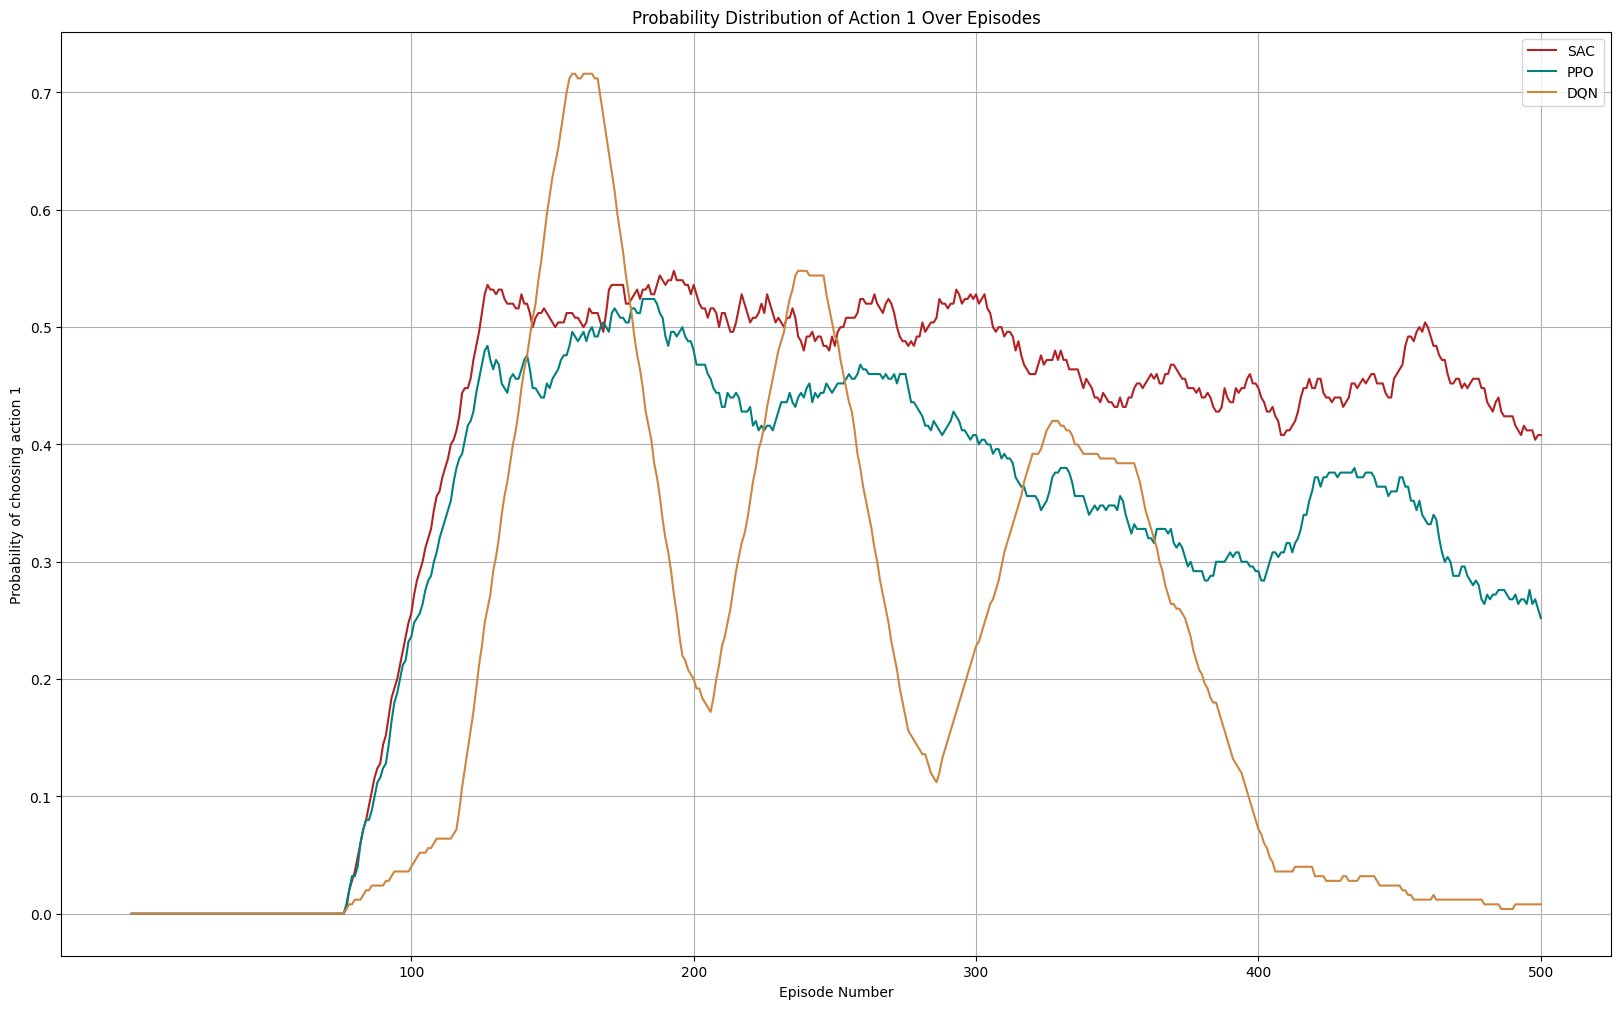 Probability Distribution of Action 1 Over Episodes
SAC
PPO
DQN
Probability of choosing action 1
0.7
0.6
0.5
0.4
0.3
0.2
0.1
0.0
100
200
300
400
500
Episode Number